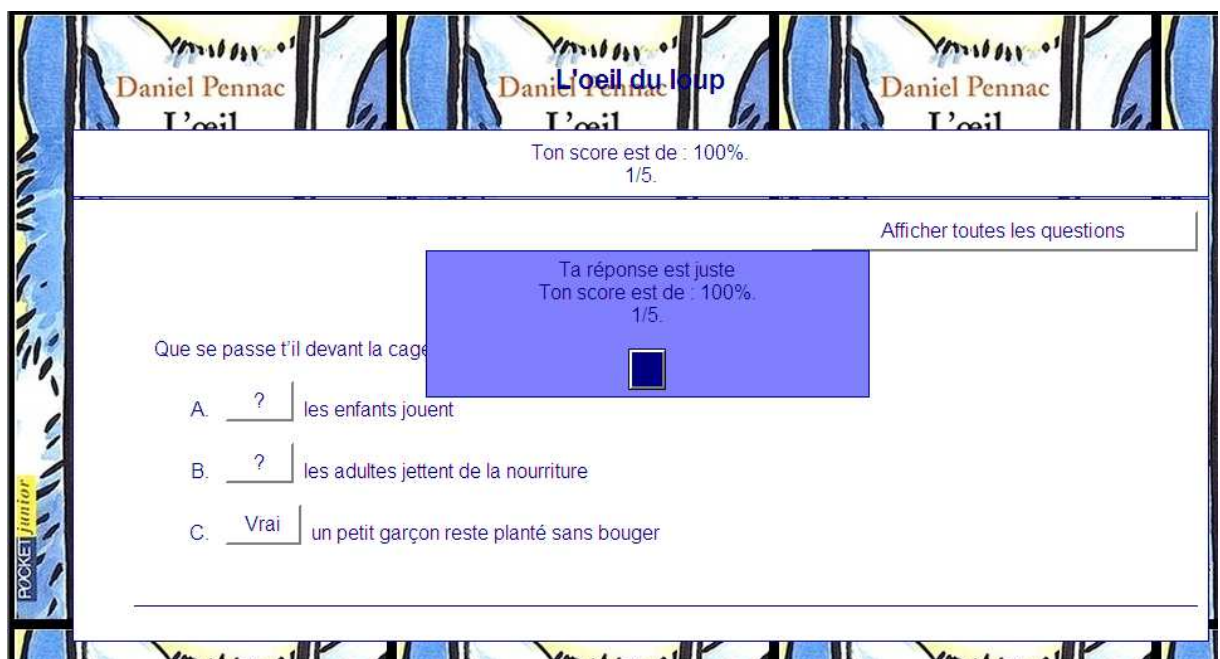 Daniel Pennac
L'œil
Daniel Pennac
L'œil
Daniel Pennac
L'œil
L'oeil du loup
Ton score est de : 100%.
1/5.
Afficher toutes les questions
Ta réponse est juste
Ton score est de : 100%.
1/5.
Que se passe t'il devant la cage
A. ? les enfants jouent
B. ? les adultes jettent de la nourriture
C. Vrai un petit garçon reste planté sans bouger
POCKET junior